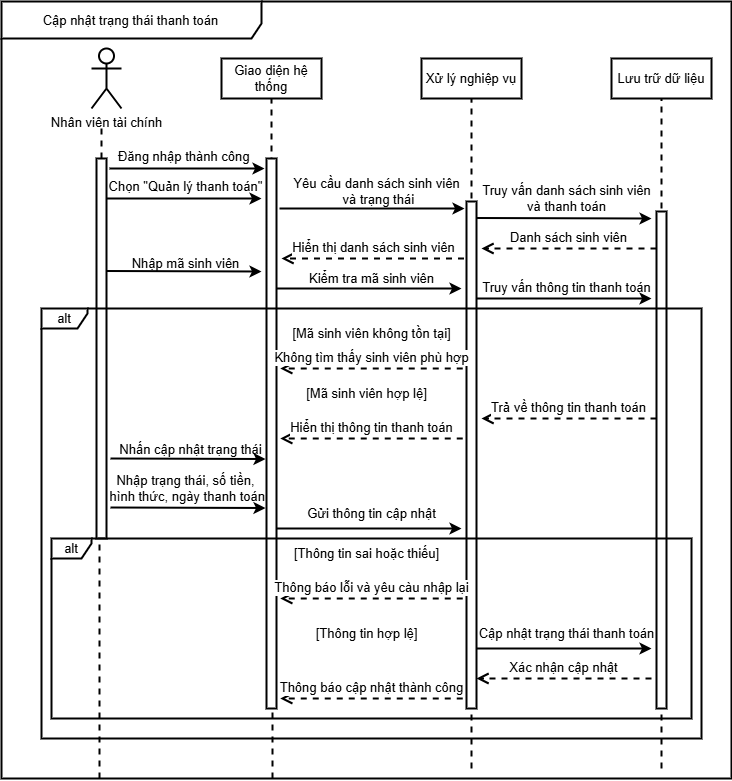 Cập nhật trạng thái thanh toán
Nhân viên tài chính
Giao diện hệ
thống
Xử lý nghiệp vụ
Lưu trữ dữ liệu
Đăng nhập thành công
Chọn "Quản lý thanh toán"
Yêu cầu danh sách sinh viên
và trạng thái
Truy vấn danh sách sinh viên
và thanh toán
Danh sách sinh viên
Hiển thị danh sách sinh viên
Nhập mã sinh viên
Kiểm tra mã sinh viên
Truy vấn thông tin thanh toán
alt
[Mã sinh viên không tồn tại]
Không tìm thấy sinh viên phù hợp
[Mã sinh viên hợp lệ]
Trả về thông tin thanh toán
Hiển thị thông tin thanh toán
Nhấn cập nhật trạng thái
Nhập trạng thái, số tiền,
hình thức, ngày thanh toán
Gửi thông tin cập nhật
alt
[Thông tin sai hoặc thiếu]
Thông báo lỗi và yêu càu nhập lại
[Thông tin hợp lệ]
Cập nhật trạng thái thanh toán
Xác nhận cập nhật
Thông báo cập nhật thành công